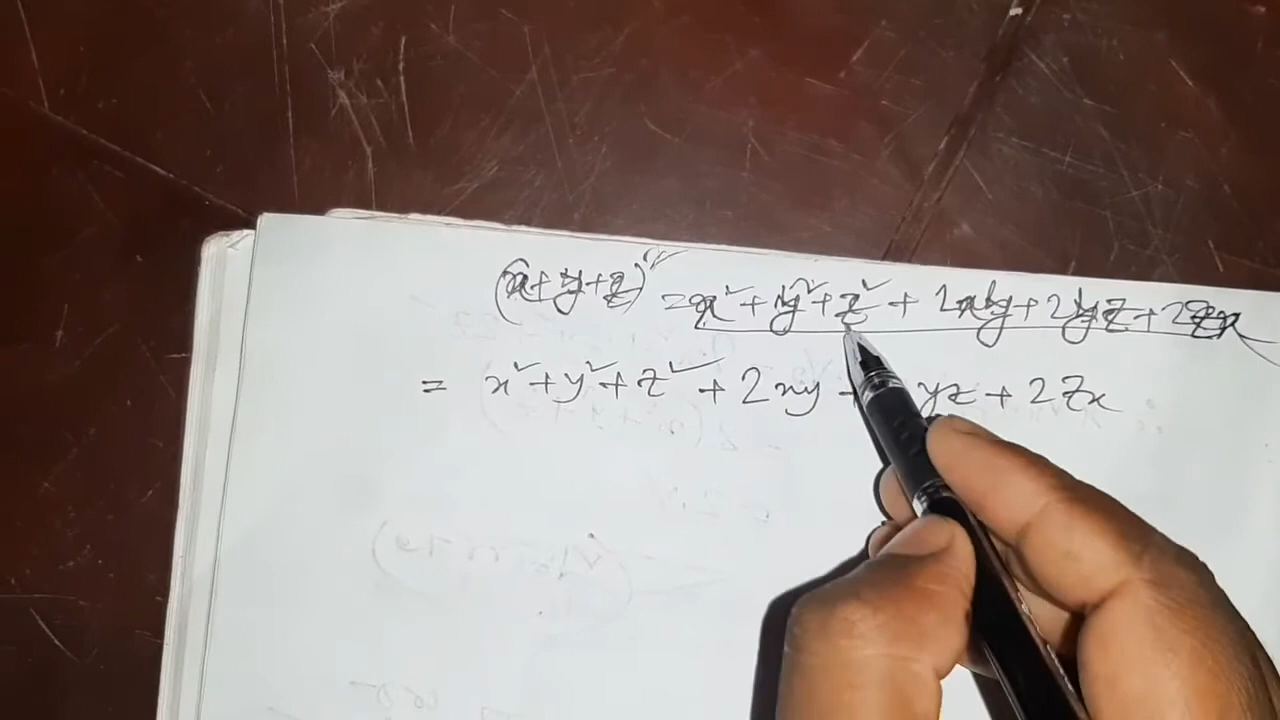 (x+y+z)² = x²+y²+z² + 2xy+2yz+2zx
= x²+y²+z² + 2xy + yz + 2zx